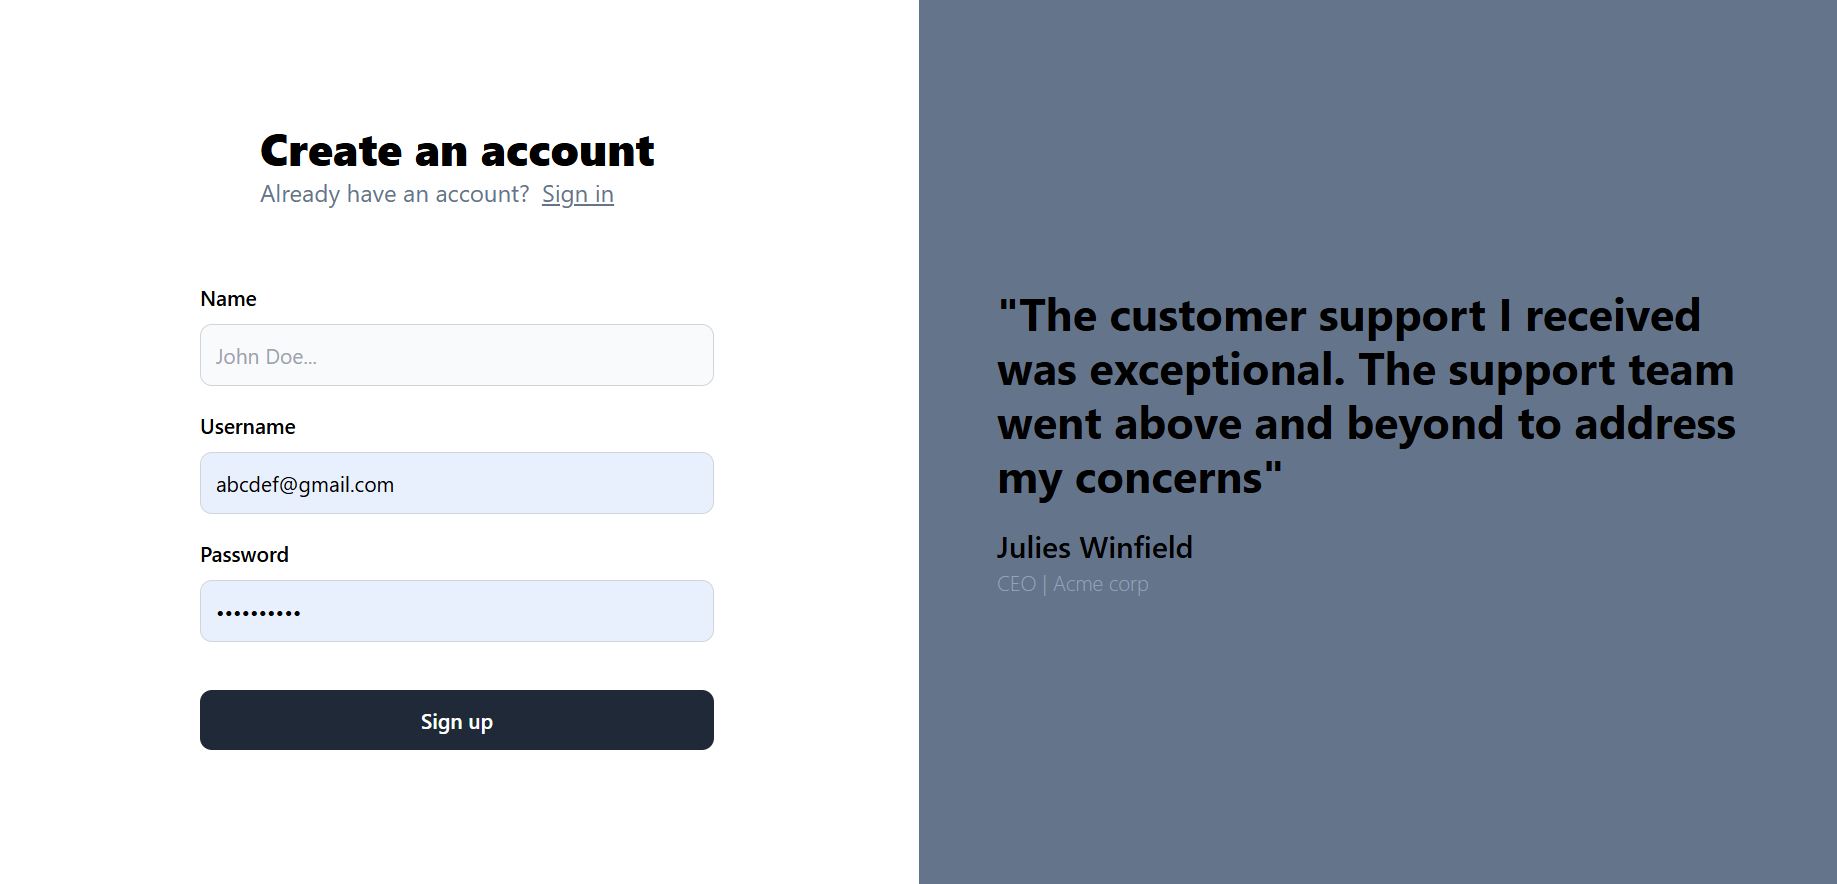 Create an account
Already have an account? Sign in
Name
John Doe...
Username
abcdef@gmail.com
Password
••••••••••
Sign up
"The customer support I received
was exceptional. The support team
went above and beyond to address
my concerns"
Julies Winfield
CEO | Acme corp